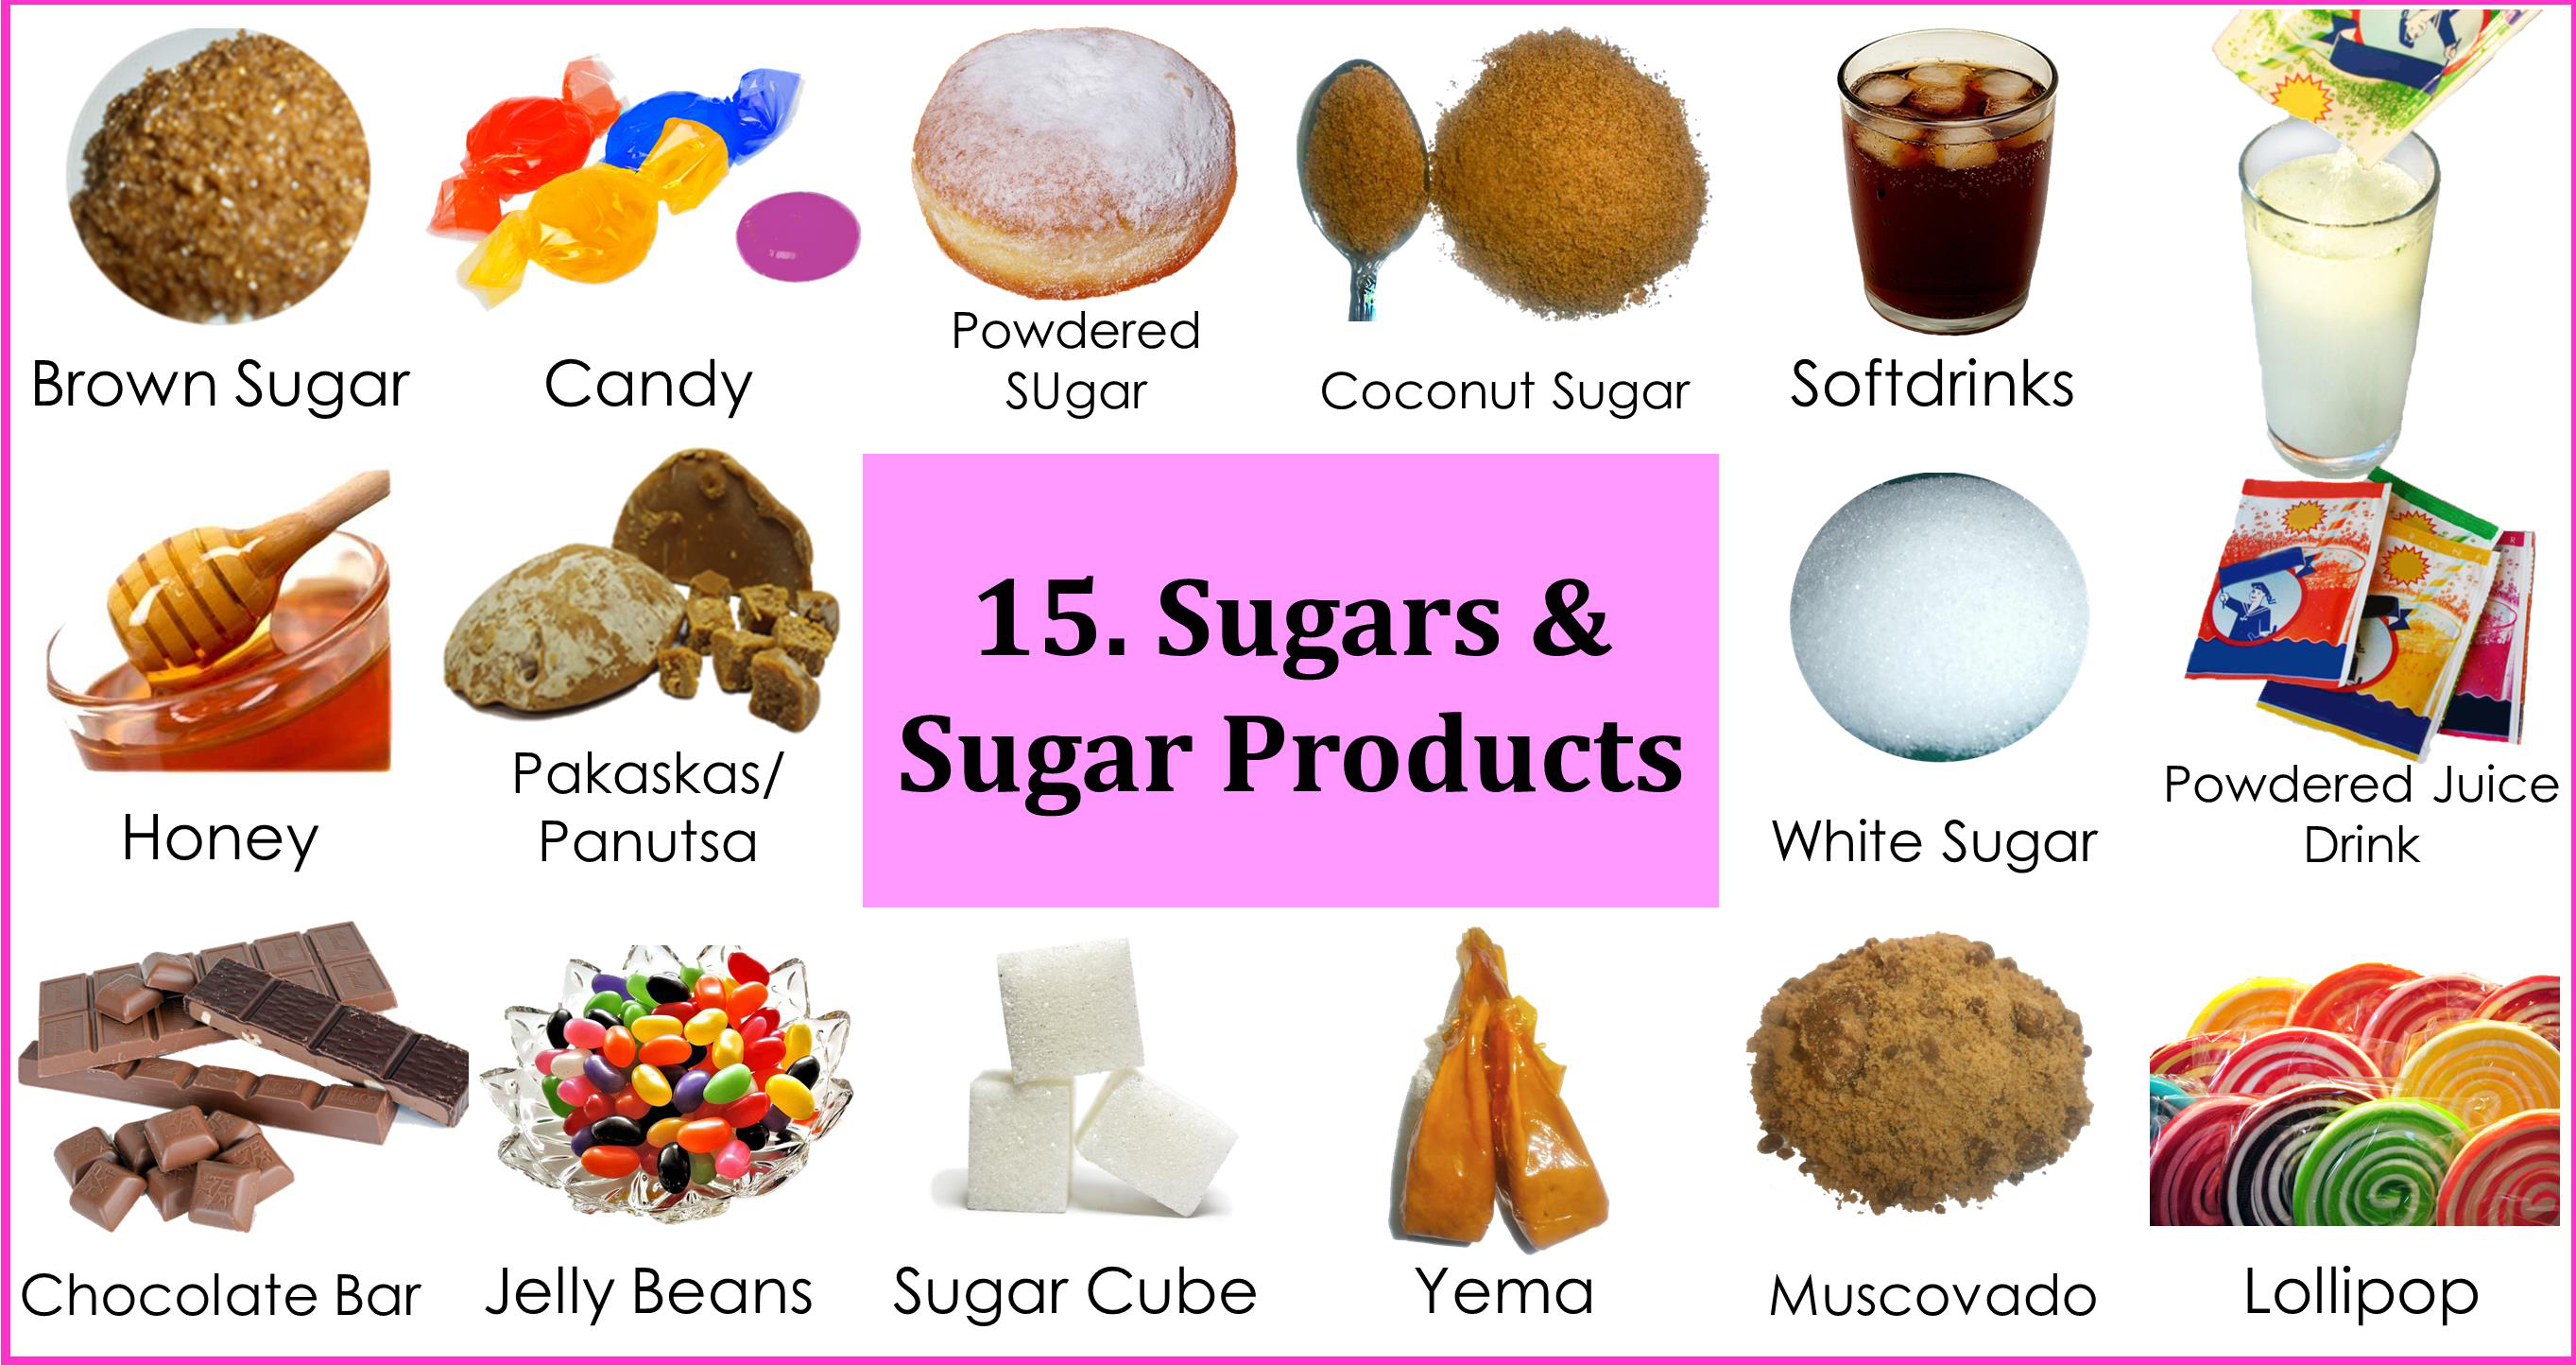 Brown Sugar
Candy
Powdered
SUgar
Coconut Sugar
Softdrinks
Honey
Pakaskas/
Panutsa
15. Sugars &
Sugar Products
White Sugar
Powdered Juice
Drink
Chocolate Bar
Jelly Beans
Sugar Cube
Yema
Muscovado
Lollipop